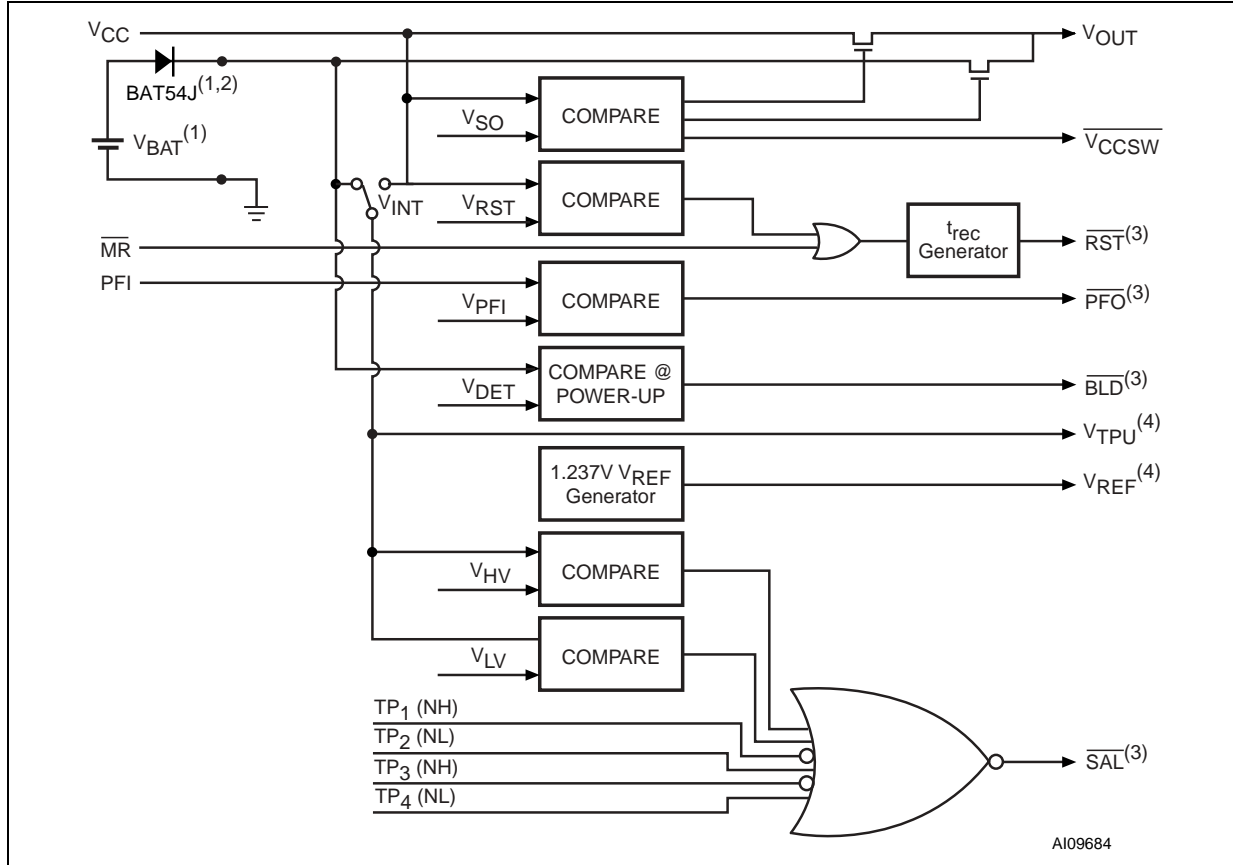 VCC
VOUT
BAT54J(1,2)
VBAT(1)
VSO
COMPARE
VCCSW
VINT
VRST
COMPARE
trec
Generator
RST(3)
MR
PFI
VPFI
COMPARE
PFO(3)
VDET
COMPARE @
POWER-UP
BLD(3)
VTPU(4)
1.237V VREF
Generator
VREF(4)
VHV
COMPARE
VLV
COMPARE
TP1 (NH)
TP2 (NL)
TP3 (NH)
TP4 (NL)
SAL(3)
AI09684